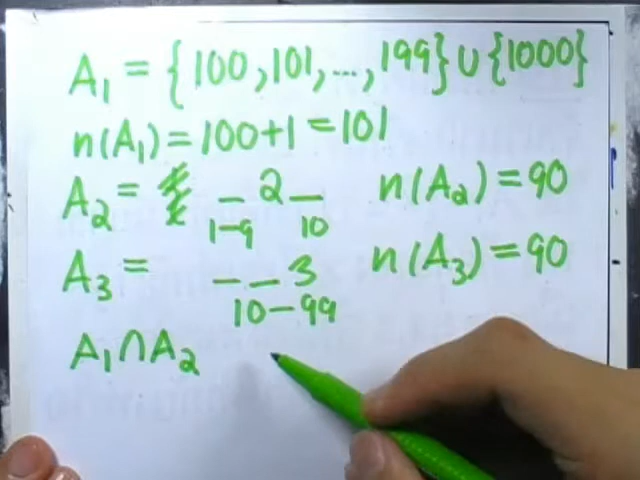 A₁ = {100,101,...,199} ∪ {1000}
n(A₁) = 100+1 = 101
A₂ = _ 2 _ n(A₂) = 90
1-9 10
A₃ = _ _ 3 n(A₃) = 90
10-99
A₁∩A₂